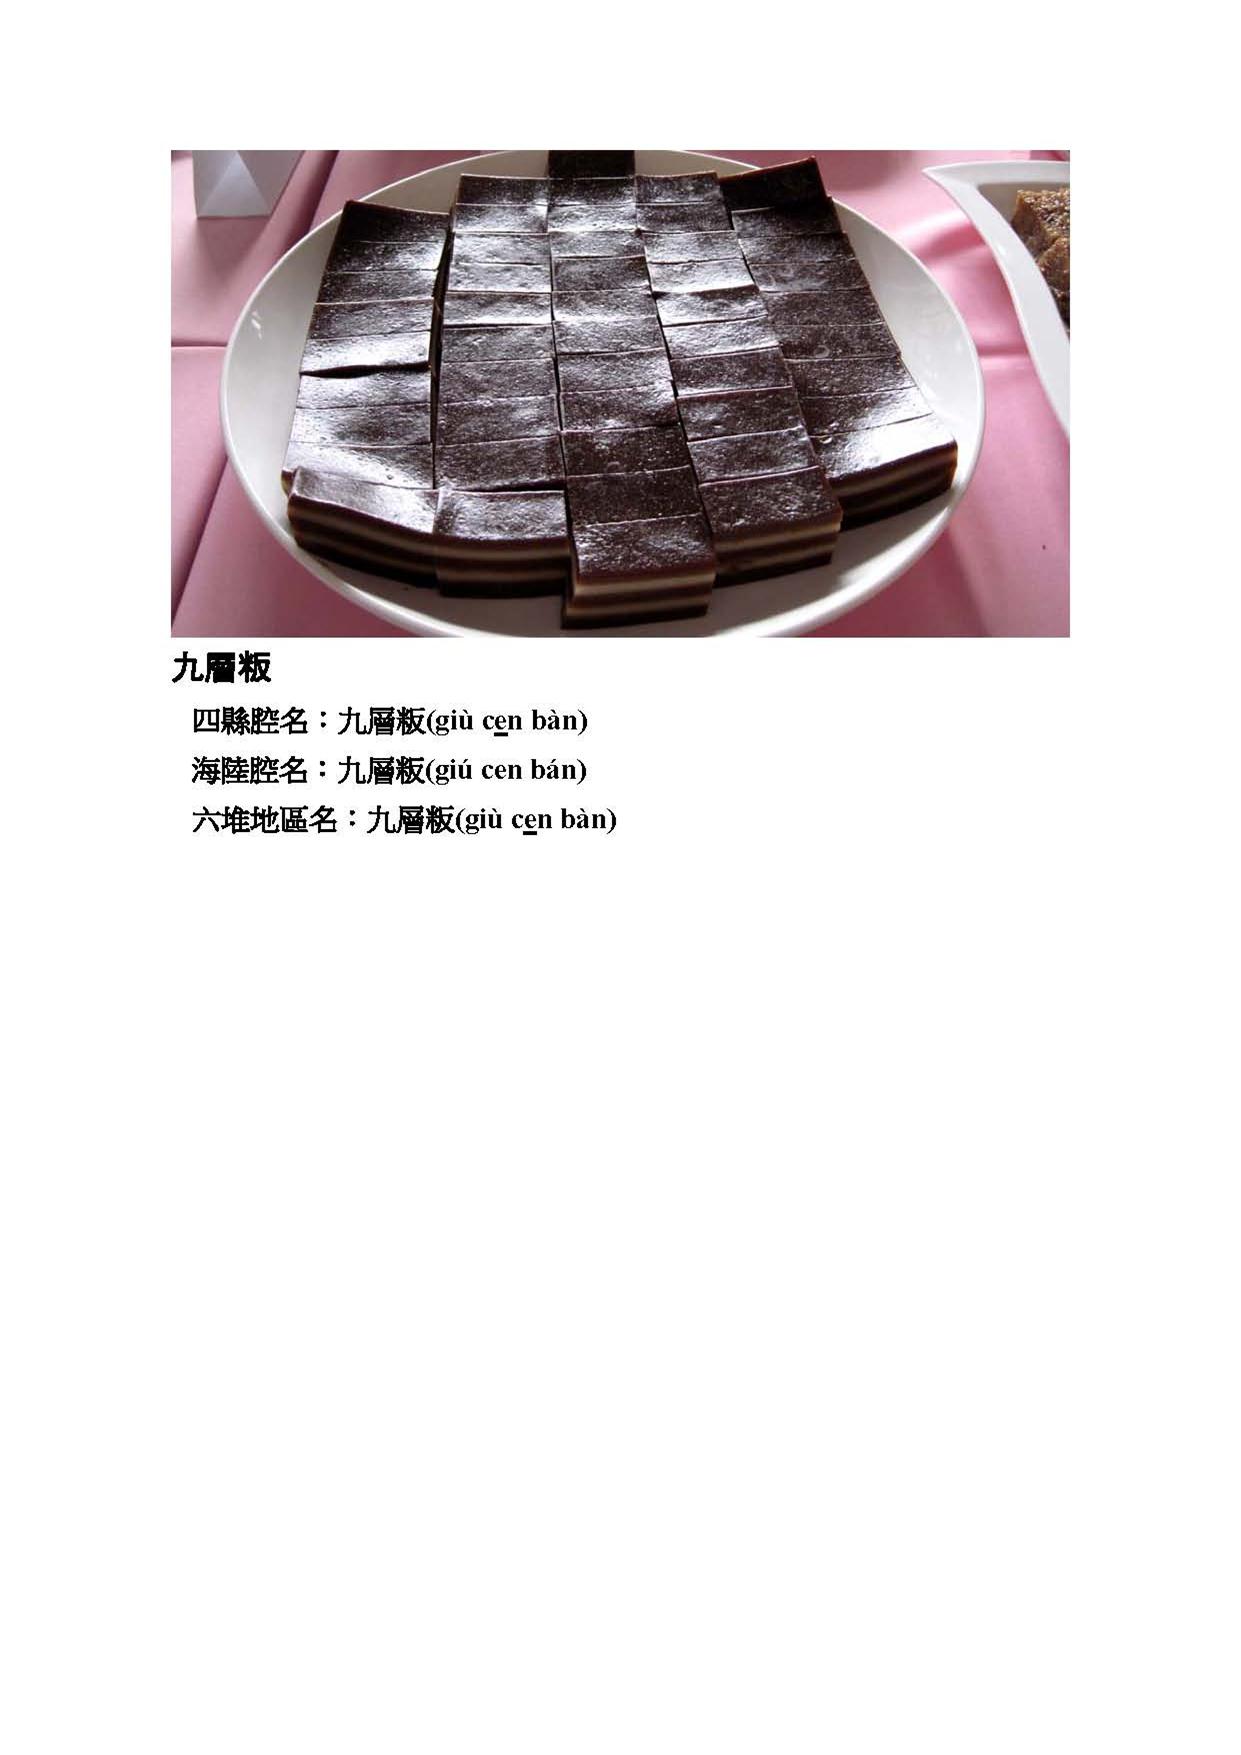 九層粄
四縣腔名：九層粄(giù ce̲n bàn)
海陸腔名：九層粄(giú cen bán)
六堆地區名：九層粄(giù ce̲n bàn)